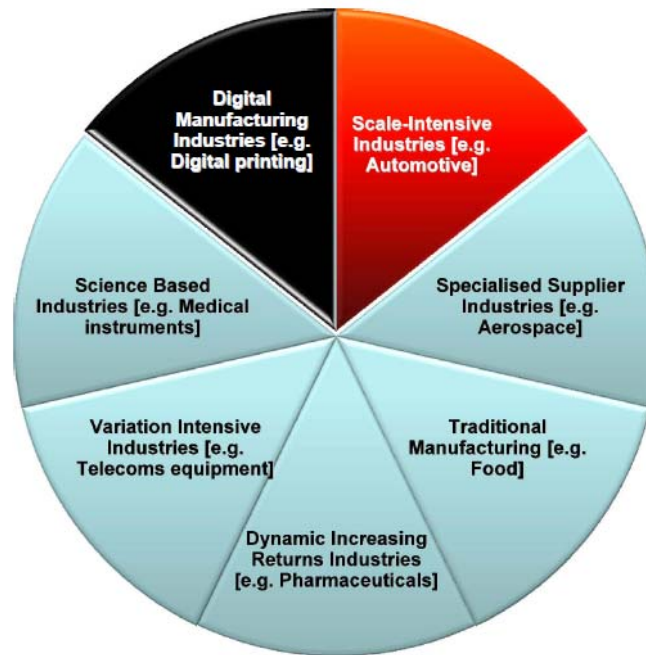 Digital
Manufacturing
Industries [e.g.
Digital printing]
Scale-Intensive
Industries [e.g.
Automotive]
Science Based
Industries [e.g. Medical
instruments]
Specialised Supplier
Industries [e.g.
Aerospace]
Variation Intensive
Industries [e.g.
Telecoms equipment]
Traditional
Manufacturing [e.g.
Food]
Dynamic Increasing
Returns Industries
[e.g. Pharmaceuticals]